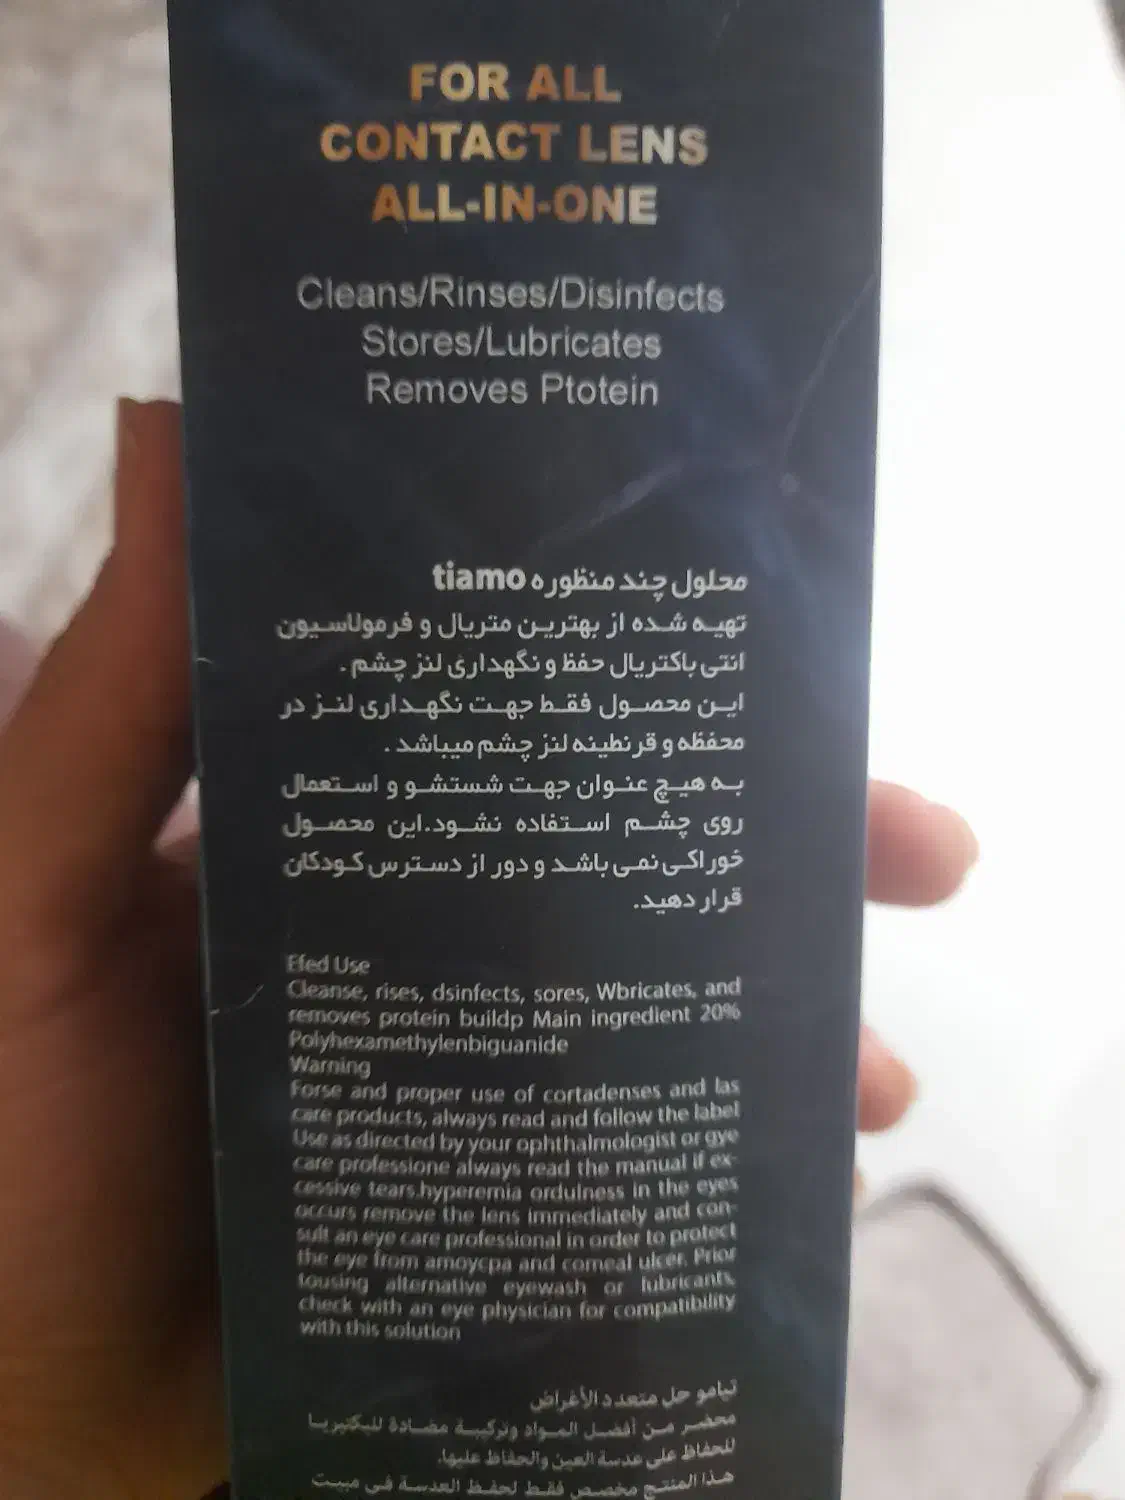 FOR ALL
CONTACT LENS
ALL-IN-ONE
Cleans/Rinses/Disinfects
Stores/Lubricates
Removes Ptotein
محلول چند منظوره tiamo
تهیه شده از بهترین متریال و فرمولاسیون
انتی باکتریال حفظ و نگهداری لنز چشم .
این محصول فقط جهت نگهداری لنز در
محفظه و قرنطینه لنز چشم میباشد .
به هیچ عنوان جهت شستشو و استعمال
روی چشم استفاده نشود.این محصول
خوراکی نمی باشد و دور از دسترس کودکان
قرار دهید.
Efed Use
Cleanse, rises, dsinfects, sores, Wbricates, and
removes protein buildp Main ingredient 20%
Polyhexamethylenbiguanide
Warning
Forse and proper use of cortadenses and las
care products, always read and follow the label
Use as directed by your ophthalmologist or gye
care professione always read the manual if ex-
cessive tears.hyperemia ordulness in the eyes
occurs remove the lens immediately and con-
sult an eye care professional in order to protect
the eye from amoycpa and comeal ulcer. Prior
tousing alternative eyewash or lubricants,
check with an eye physician for compatibility
with this solution
تيامو حل متعدد الأغراض
محضر من أفضل المواد وتركيبة مضادة للبكتيريا
للحفاظ على عدسة العين والحفاظ عليها.
هذا المنتج مخصص فقط لحفظ العدسة في مبيت